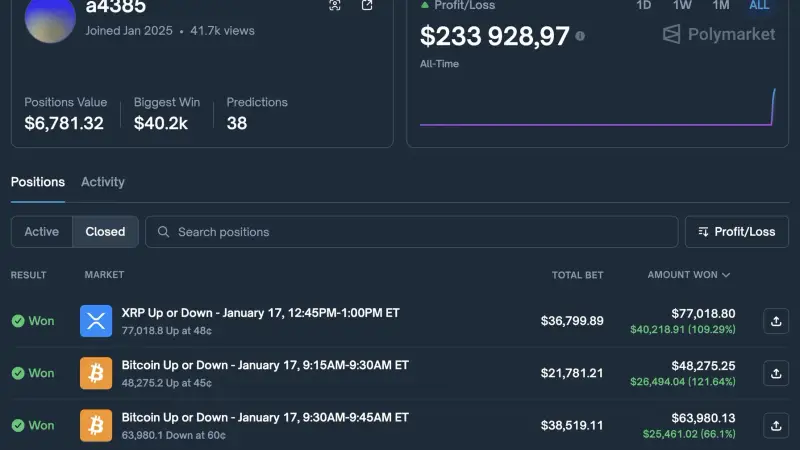 a4385
Joined Jan 2025 • 41.7k views
Positions Value
$6,781.32
Biggest Win
$40.2k
Predictions
38
Profit/Loss
1D 1W 1M ALL
$233 928,97
Polymarket
All-Time
Positions Activity
Active Closed Search positions Profit/Loss
RESULT MARKET TOTAL BET AMOUNT WON
Won
XRP Up or Down - January 17, 12:45PM-1:00PM ET
77,018.8 Up at 48¢
$36,799.89
$77,018.80
$40,218.91 (109.29%)
Won
Bitcoin Up or Down - January 17, 9:15AM-9:30AM ET
48,275.2 Up at 45¢
$21,781.21
$48,275.25
$26,494.04 (121.64%)
Won
Bitcoin Up or Down - January 17, 9:30AM-9:45AM ET
63,980.1 Down at 60¢
$38,519.11
$63,980.13
$25,461.02 (66.1%)